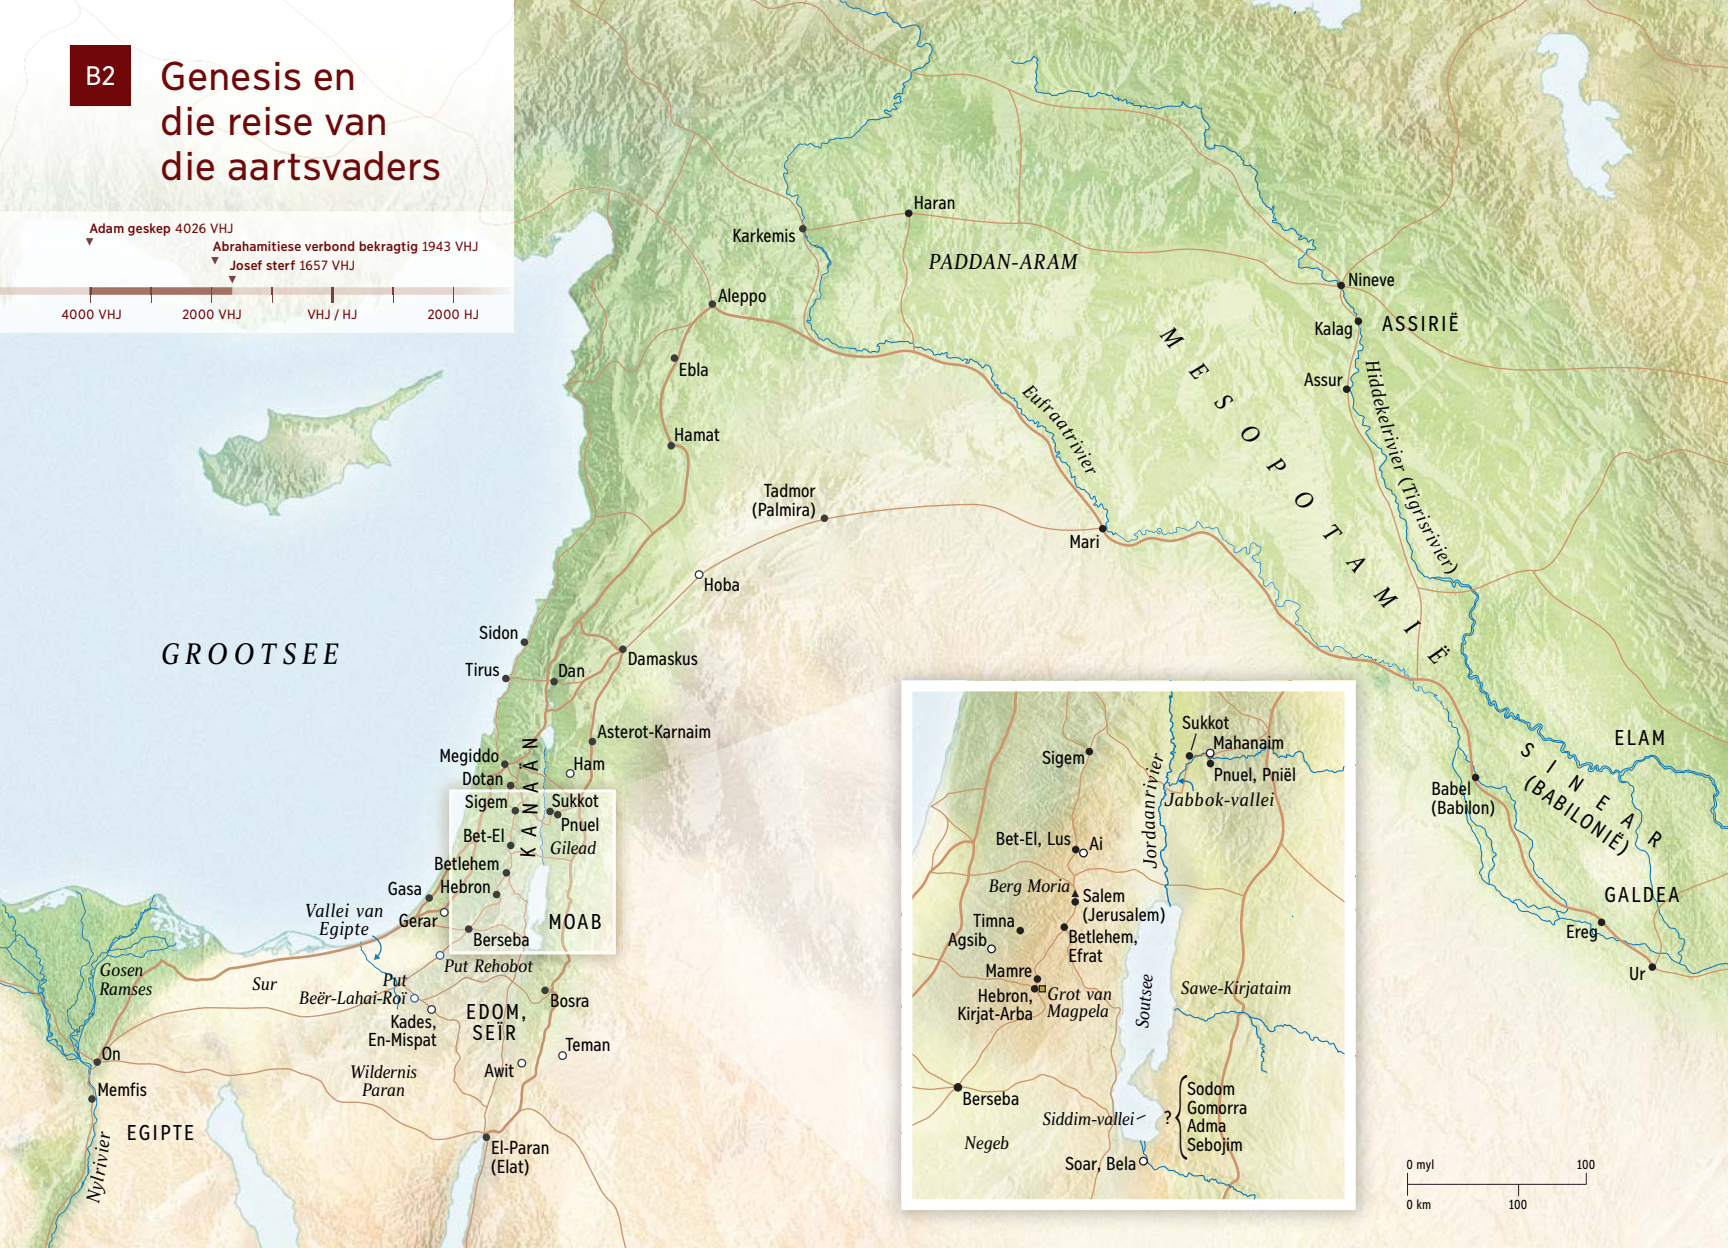 B2
Genesis en
die reise van
die aartsvaders
Adam geskep 4026 VHJ
Abrahamitiese verbond bekragtig 1943 VHJ
Josef sterf 1657 VHJ
4000 VHJ
2000 VHJ
VHJ / HJ
2000 HJ
Haran
Karkemis
PADDAN-ARAM
Nineve
Aleppo
Kalag
ASSIRIË
Ebla
Assur
MESOPOTAMIË
Hiddekelrivier (Tigrisrivier)
Eufraatrivier
Hamat
Tadmor
(Palmira)
Mari
Hoba
GROOTSEE
Sidon
Damaskus
Tirus
Dan
Asterot-Karnaim
Megiddo
Ham
Dotan
KANAÄN
Sigem
Sukkot
Pnuel
Bet-El
Gilead
Betlehem
Hebron
Gasa
Gerar
MOAB
Vallei van
Egipte
Berseba
Put Rehobot
Gosen
Ramses
Sur
Put
Beër-Lahai-Roï
Bosra
Kades,
En-Mispat
EDOM,
SEÏR
Teman
On
Awit
Wildernis
Paran
Memfis
EGIPTE
Nylrivier
El-Paran
(Elat)
ELAM
SINEAR
(BABILONIË)
Babel
(Babilon)
GALDEA
Ereg
Ur
Sukkot
Mahanaim
Sigem
Pnuel, Pniël
Jabbok-vallei
Jordaanrivier
Bet-El, Lus
Ai
Berg Moria
Salem
(Jerusalem)
Timna
Agsib
Betlehem,
Efrat
Mamre
Hebron,
Kirjat-Arba
Grot van
Magpela
Soutsee
Sawe-Kirjataim
Berseba
Siddim-vallei
?
Sodom
Gomorra
Adma
Sebojim
Negeb
Soar, Bela
0 myl
100
0 km
100